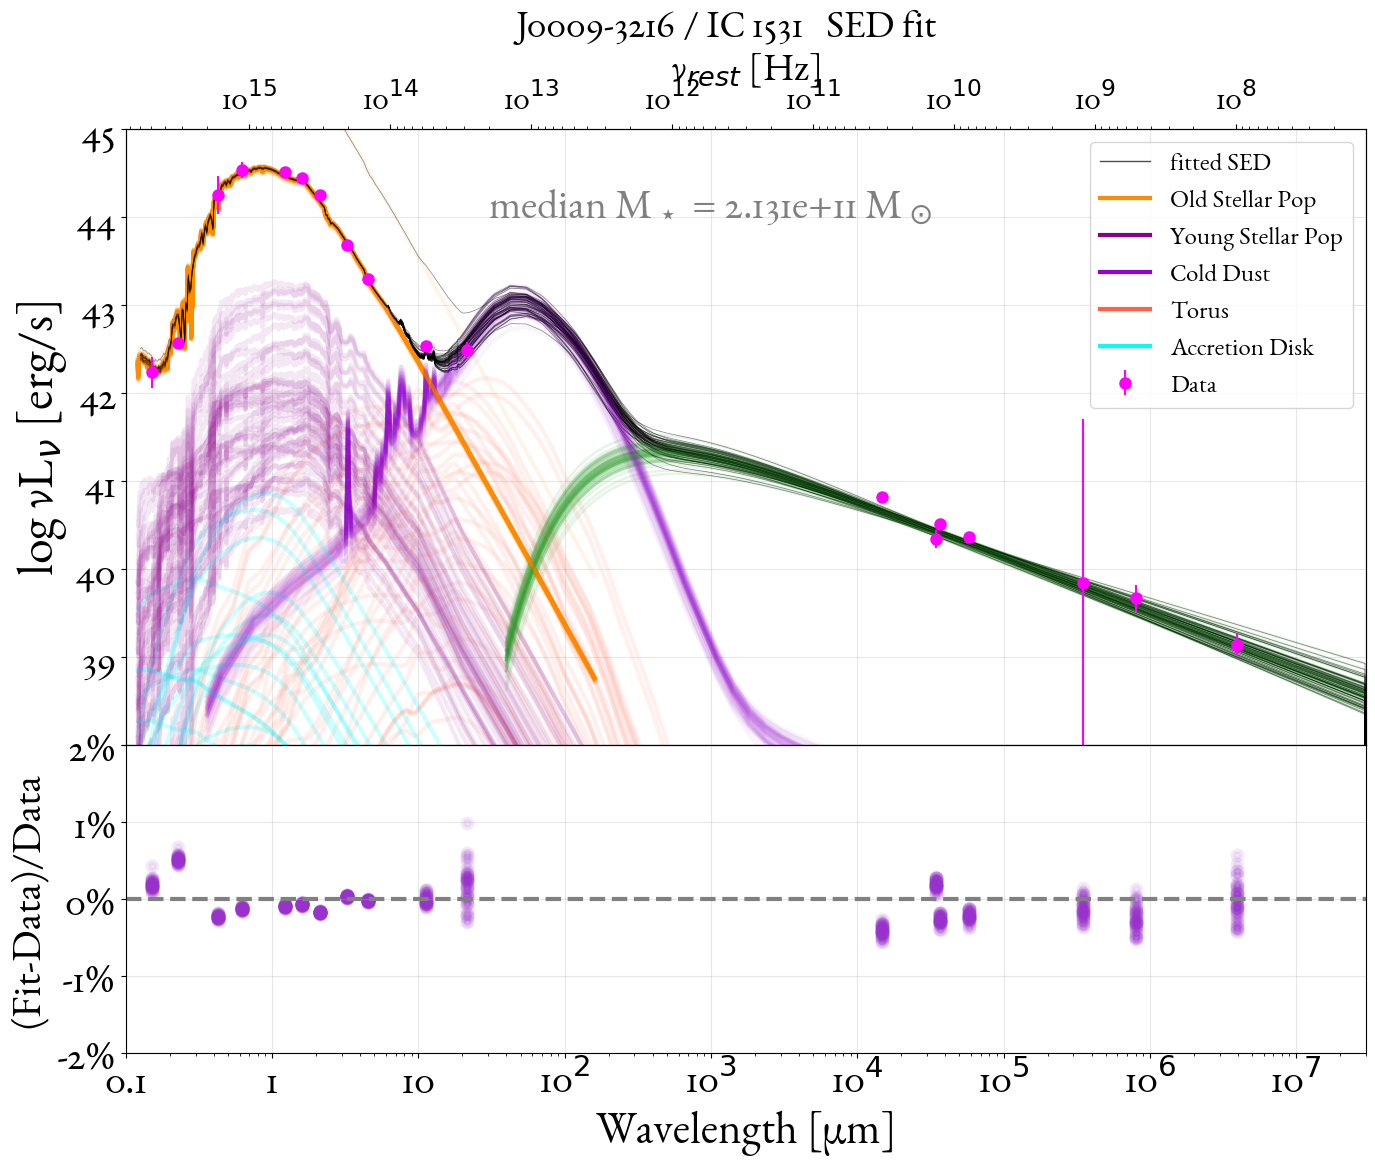 J0009-3216 / IC 1531 SED fit
ν_rest [Hz]
10^15 10^14 10^13 10^12 10^11 10^10 10^9 10^8
45
44
43
42
41
40
39
log νL_ν [erg/s]
median M ⋆ = 2.131e+11 M ⊙
fitted SED
Old Stellar Pop
Young Stellar Pop
Cold Dust
Torus
Accretion Disk
Data
2%
1%
0%
-1%
-2%
(Fit-Data)/Data
0.1 1 10 10^2 10^3 10^4 10^5 10^6 10^7
Wavelength [μm]